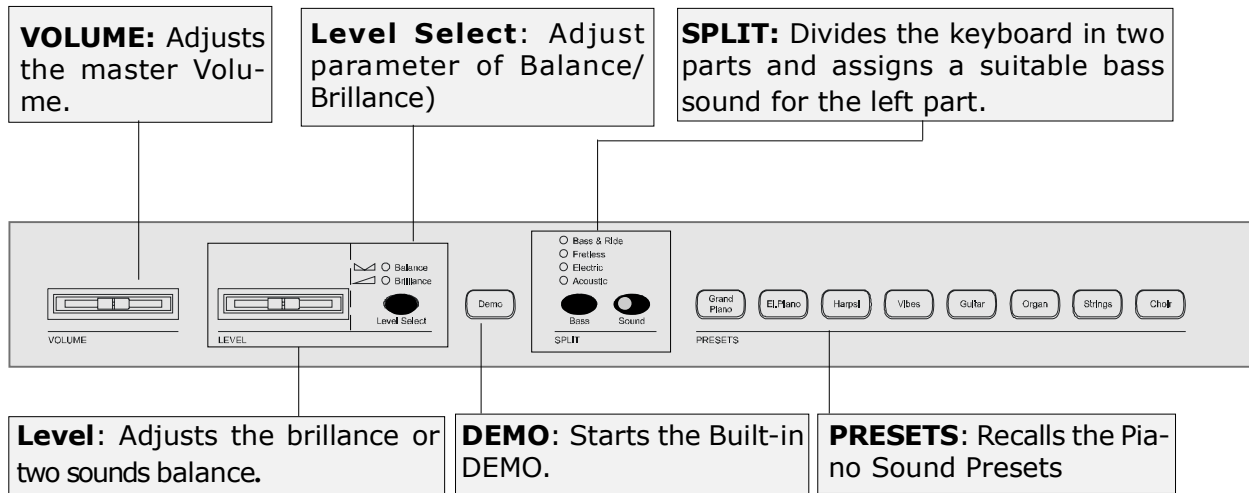 VOLUME: Adjusts
the master Volu-
me.
Level Select: Adjust
parameter of Balance/
Brillance)
SPLIT: Divides the keyboard in two
parts and assigns a suitable bass
sound for the left part.
Bass & Ride
Fretless
Electric
Acoustic
Balance
Brilliance
Level Select
Demo
Bass Sound
Grand
Piano
El.Piano
Harpsi
Vibes
Guitar
Organ
Strings
Choir
VOLUME
LEVEL
SPLIT
PRESETS
Level: Adjusts the brillance or
two sounds balance.
DEMO: Starts the Built-in
DEMO.
PRESETS: Recalls the Pia-
no Sound Presets